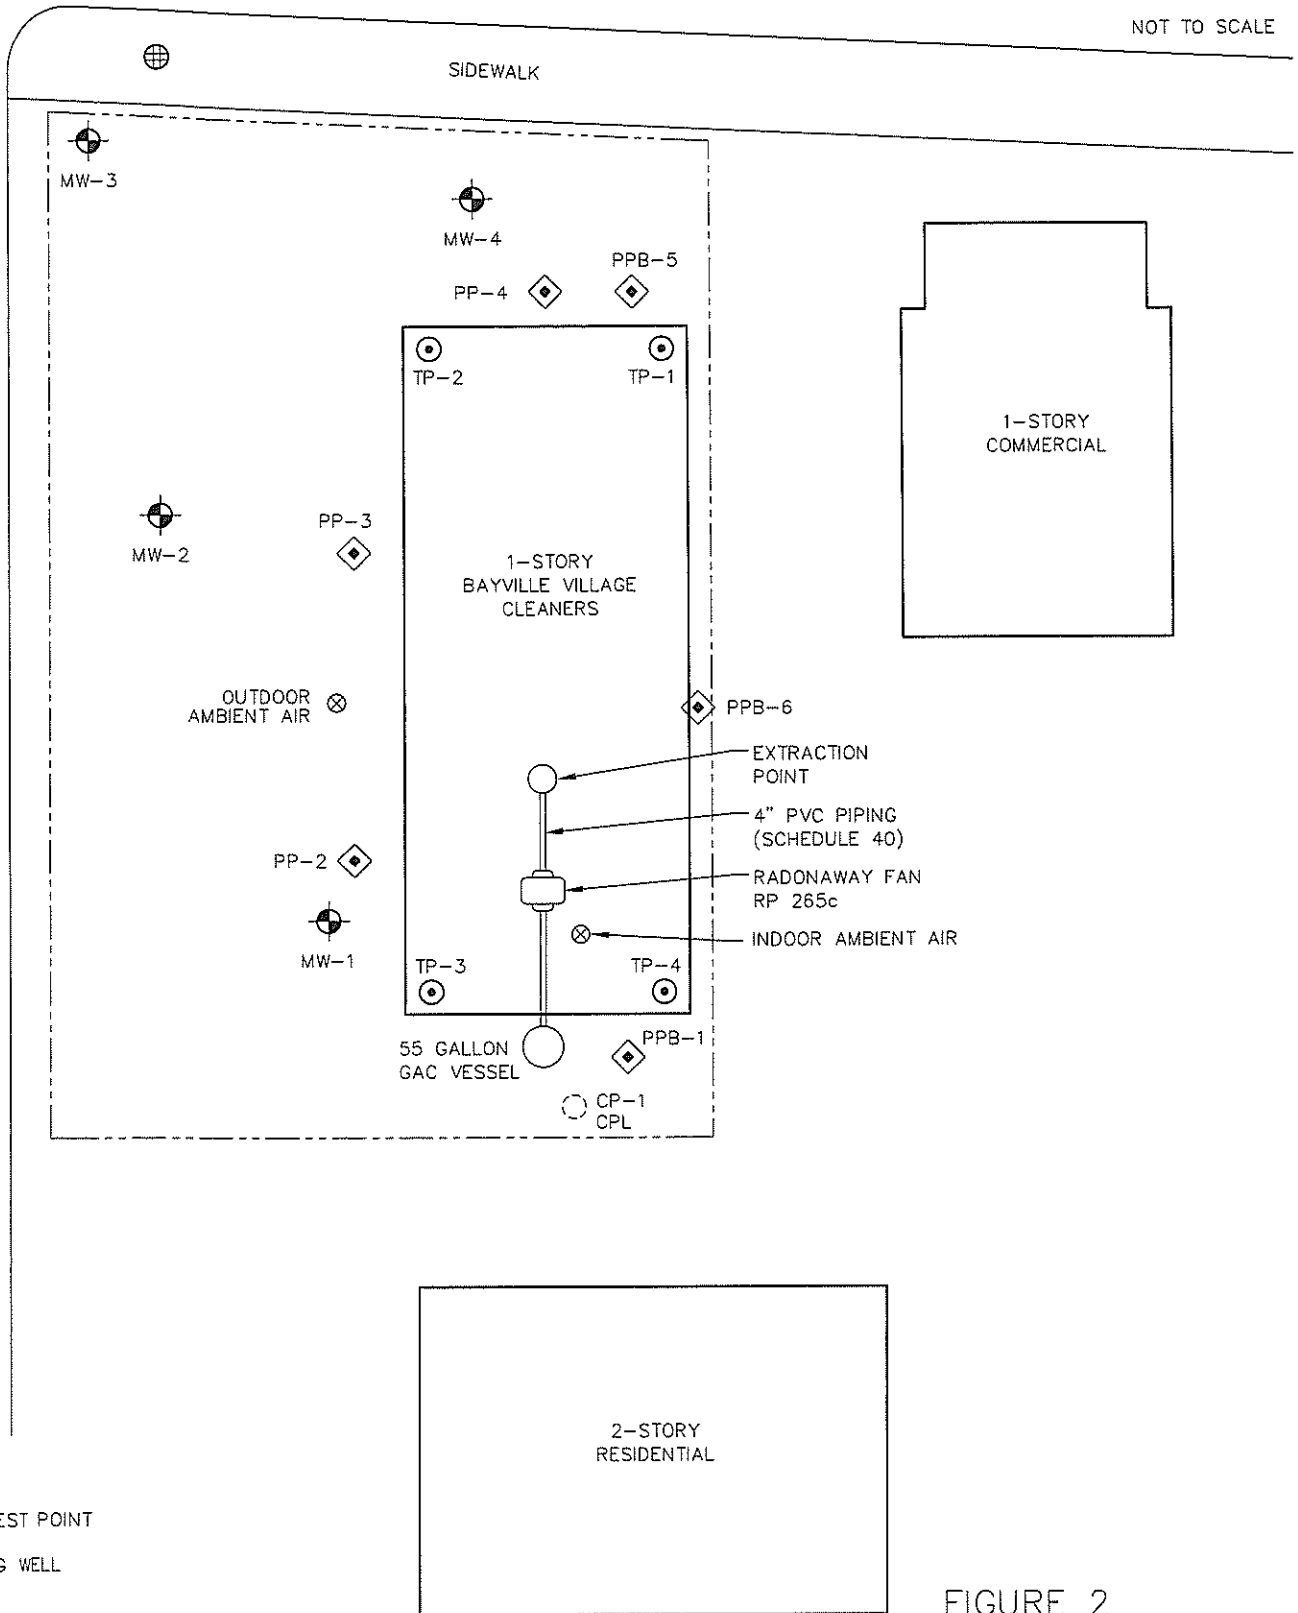 NOT TO SCALE
SIDEWALK
MW-3
MW-4
PPB-5
PP-4
TP-2
TP-1
1-STORY
COMMERCIAL
PP-3
MW-2
1-STORY
BAYVILLE VILLAGE
CLEANERS
OUTDOOR
AMBIENT AIR
PPB-6
EXTRACTION
POINT
4" PVC PIPING
(SCHEDULE 40)
PP-2
RADONAWAY FAN
RP 265c
INDOOR AMBIENT AIR
MW-1
TP-3
TP-4
55 GALLON
GAC VESSEL
PPB-1
CP-1
CPL
2-STORY
RESIDENTIAL
EST POINT
G WELL
FIGURE 2